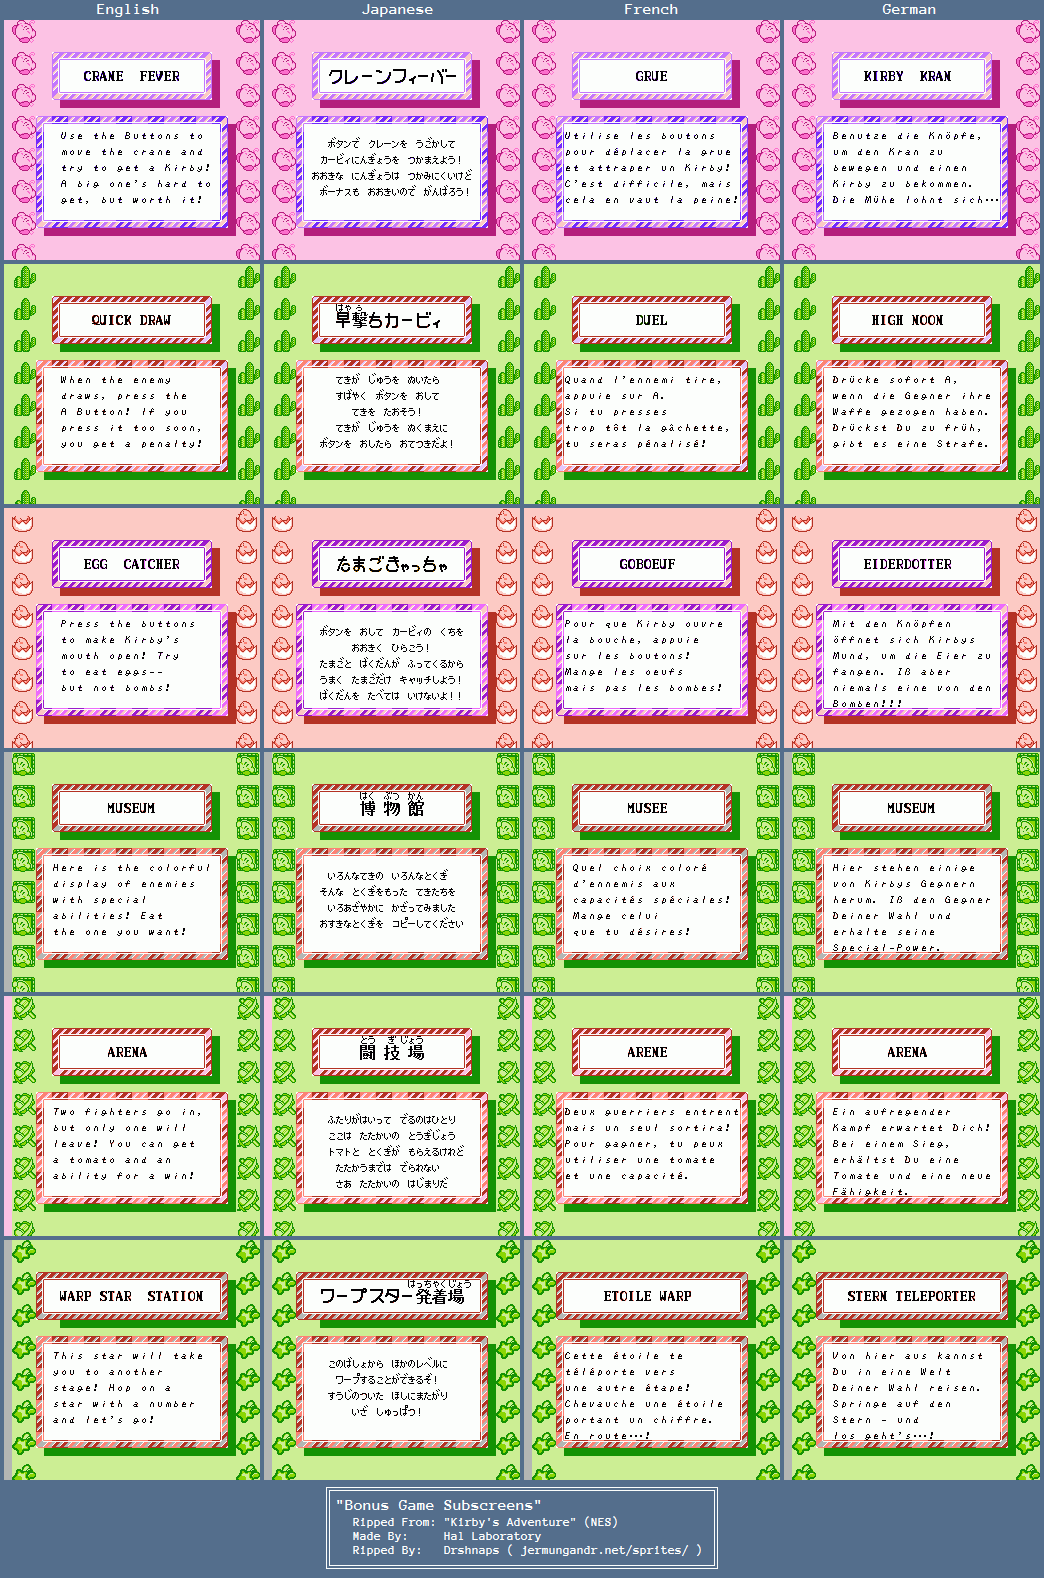 English
Japanese
French
German
CRANE FEVER
Use the Buttons to
move the crane and
try to get a Kirby!
A big one's hard to
get, but worth it!
クレーンフィーバー
ボタンで クレーンを うごかして
カービィにんぎょうを つかまえよう!
おおきな にんぎょうは つかみにくいけど
ボーナスも おおきいので がんばろう!
GRUE
Utilise les boutons
pour déplacer la grue
et attraper un Kirby!
C'est difficile, mais
cela en vaut la peine!
KIRBY KRAN
Benutze die Knöpfe,
um den Kran zu
bewegen und einen
Kirby zu bekommen.
Die Mühe lohnt sich…
QUICK DRAW
When the enemy
draws, press the
A Button! If you
press it too soon,
you get a penalty!
はや う
早撃ちカービィ
てきが じゅうを ぬいたら
すばやく ボタンを おして
てきを たおそう!
てきが じゅうを ぬくまえに
ボタンを おしたら おてつきだよ!
DUEL
Quand l'ennemi tire,
appuie sur A.
Si tu presses
trop tôt la gâchette,
tu seras pénalisé!
HIGH NOON
Drücke sofort A,
wenn die Gegner ihre
Waffe gezogen haben.
Drückst Du zu früh,
gibt es eine Strafe.
EGG CATCHER
Press the buttons
to make Kirby's
mouth open! Try
to eat eggs--
but not bombs!
たまごきゃっちゃ
ボタンを おして カービィの くちを
おおきく ひらこう!
たまごと ばくだんが ふってくるから
うまく たまごだけ キャッチしよう!
ばくだんを たべては いけないよ!!
GOBOEUF
Pour que Kirby ouvre
la bouche, appuie
sur les boutons!
Mange les oeufs
mais pas les bombes!
EIERDOTTER
Mit den Knöpfen
öffnet sich Kirbys
Mund, um die Eier zu
fangen. Iß aber
niemals eine von den
Bomben!!!
MUSEUM
Here is the colorful
display of enemies
with special
abilities! Eat
the one you want!
はく ぶつ かん
博物館
いろんなてきの いろんなとくぎ
そんな とくぎをもった てきたちを
いろあざやかに かざってみました
おすきなとくぎを コピーしてください
MUSEE
Quel choix coloré
d'ennemis aux
capacités spéciales!
Mange celui
que tu désires!
MUSEUM
Hier stehen einige
von Kirbys Gegnern
herum. Iß den Gegner
Deiner Wahl und
erhalte seine
Special-Power.
ARENA
Two fighters go in,
but only one will
leave! You can get
a tomato and an
ability for a win!
とう ぎ じょう
闘技場
ふたりがはいって でるのはひとり
ここは たたかいの とうぎじょう
トマトと とくぎが もらえるけれど
たたかうまでは でられない
さあ たたかいの はじまりだ
ARENE
Deux guerriers entrent
mais un seul sortira!
Pour gagner, tu peux
utiliser une tomate
et une capacité.
ARENA
Ein aufregender
Kampf erwartet Dich!
Bei einem Sieg,
erhältst Du eine
Tomate und eine neue
Fähigkeit.
WARP STAR STATION
This star will take
you to another
stage! Hop on a
star with a number
and let's go!
はっちゃくじょう
ワープスター発着場
このばしょから ほかのレベルに
ワープすることができるぞ!
すうじのついた ほしにまたがり
いざ しゅっぱつ!
ETOILE WARP
Cette étoile te
téléporte vers
une autre étape!
Chevauche une étoile
portant un chiffre.
En route…!
STERN TELEPORTER
Von hier aus kannst
Du in eine Welt
Deiner Wahl reisen.
Springe auf den
Stern - und
los geht's…!
"Bonus Game Subscreens"
Ripped From: "Kirby's Adventure" (NES)
Made By: Hal Laboratory
Ripped By: Drshnaps ( jermungandr.net/sprites/ )